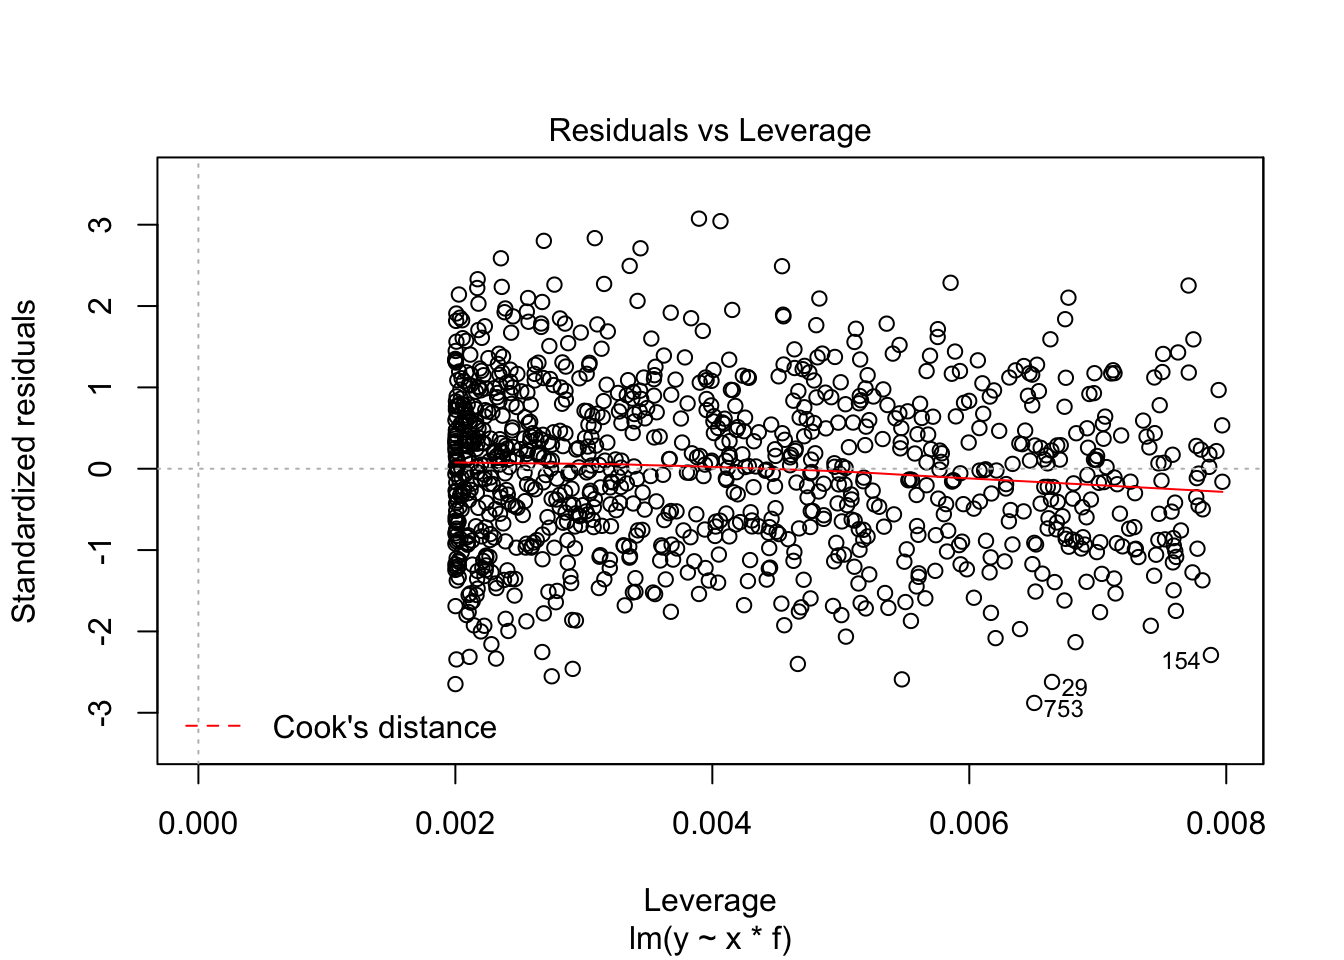 Residuals vs Leverage
Standardized residuals
3
2
1
0
-1
-2
-3
154
29
753
Cook's distance
0.000 0.002 0.004 0.006 0.008
Leverage
lm(y ~ x * f)